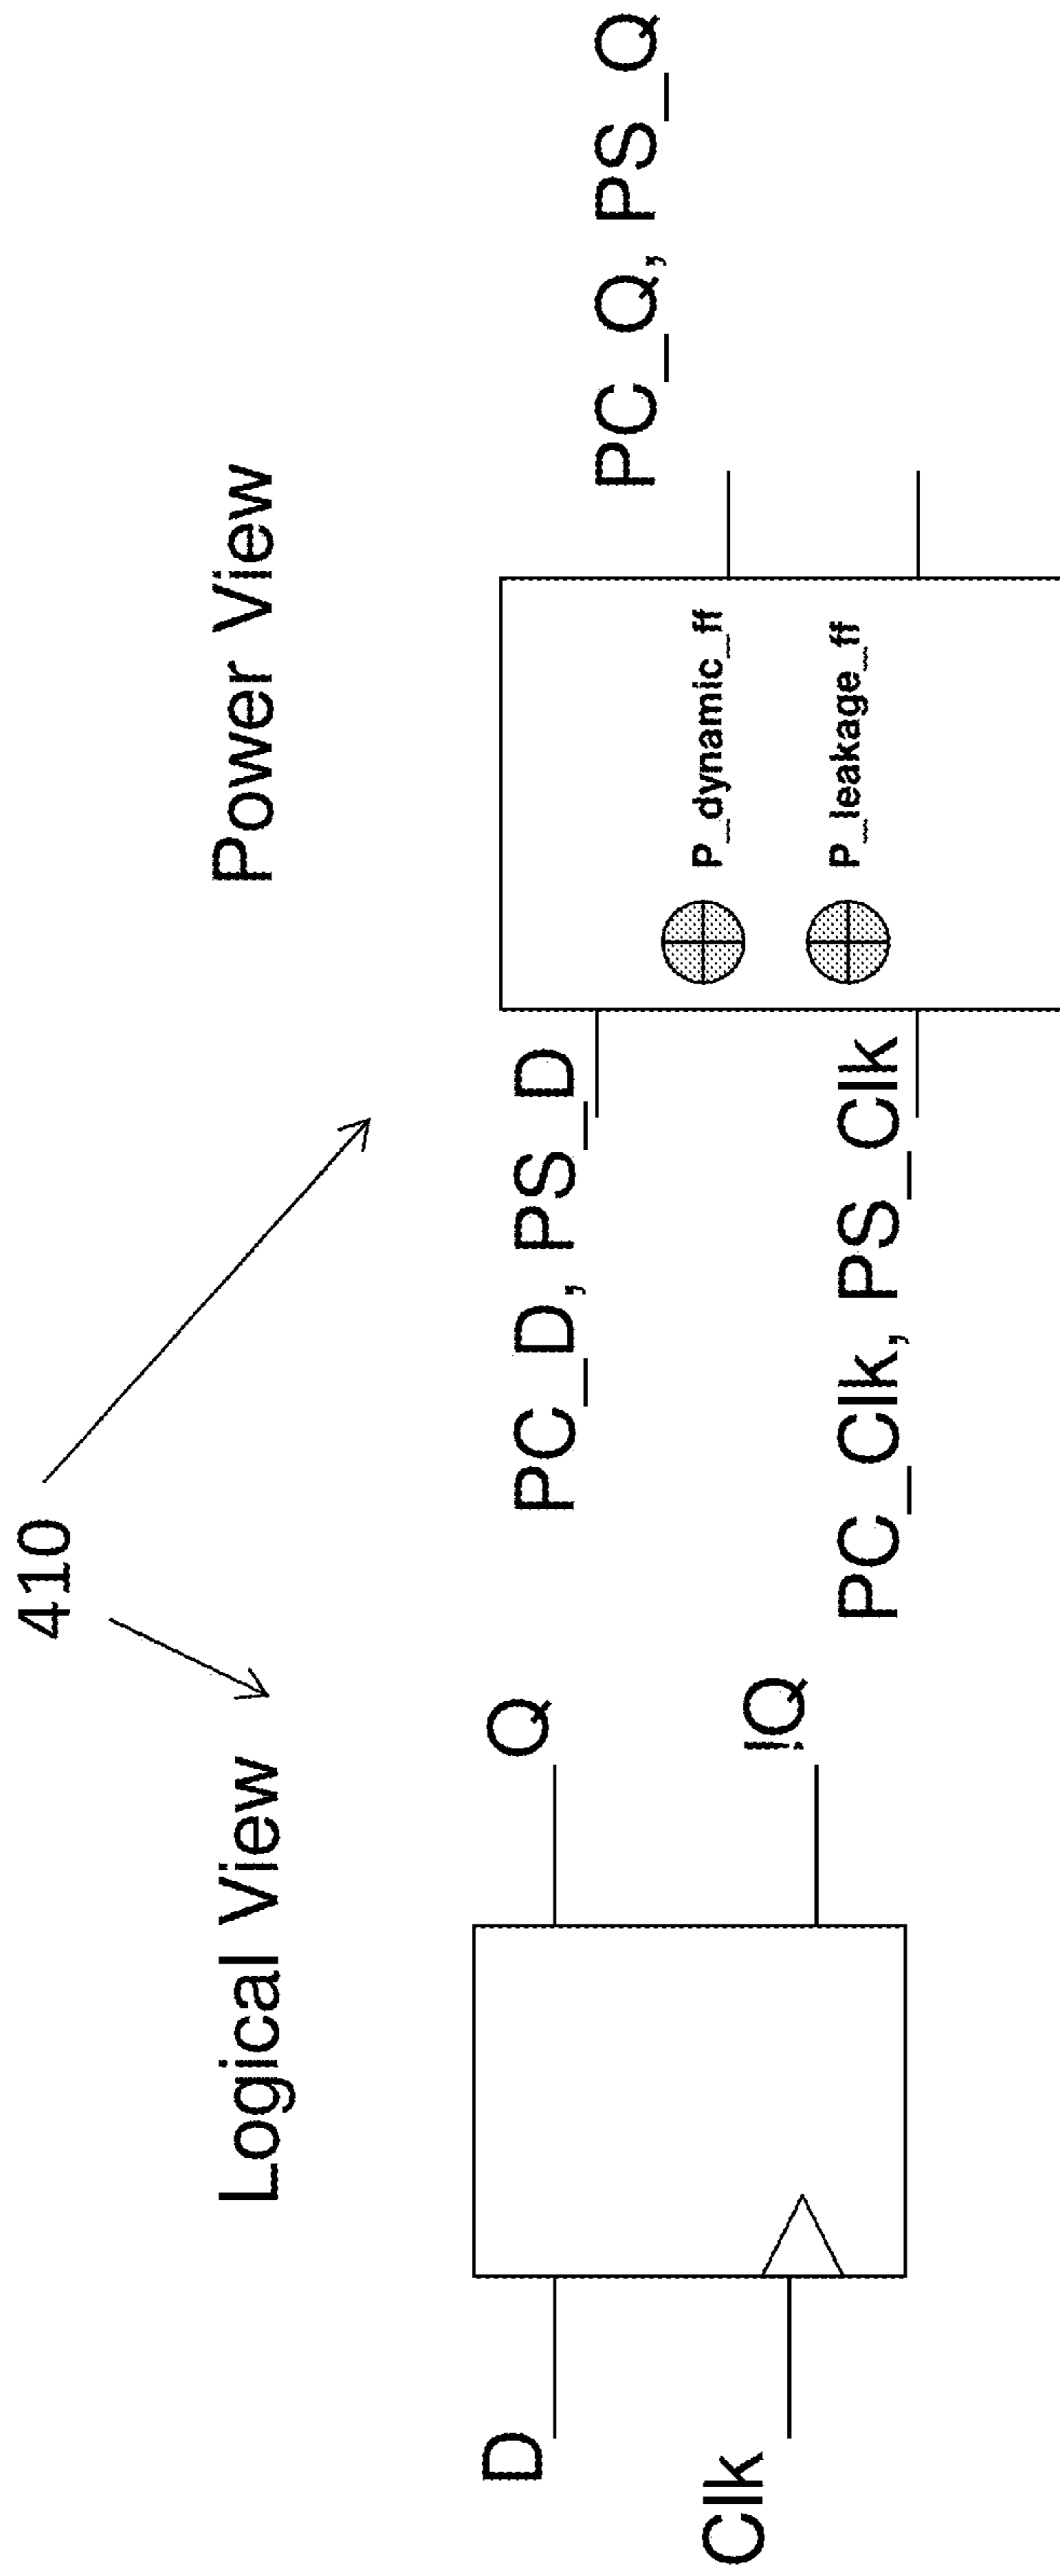 410
Logical View
Power View
D
Clk
Q
!Q
PC_D, PS_D
PC_Clk, PS_Clk
P_dynamic_ff
P_leakage_ff
PC_Q, PS_Q